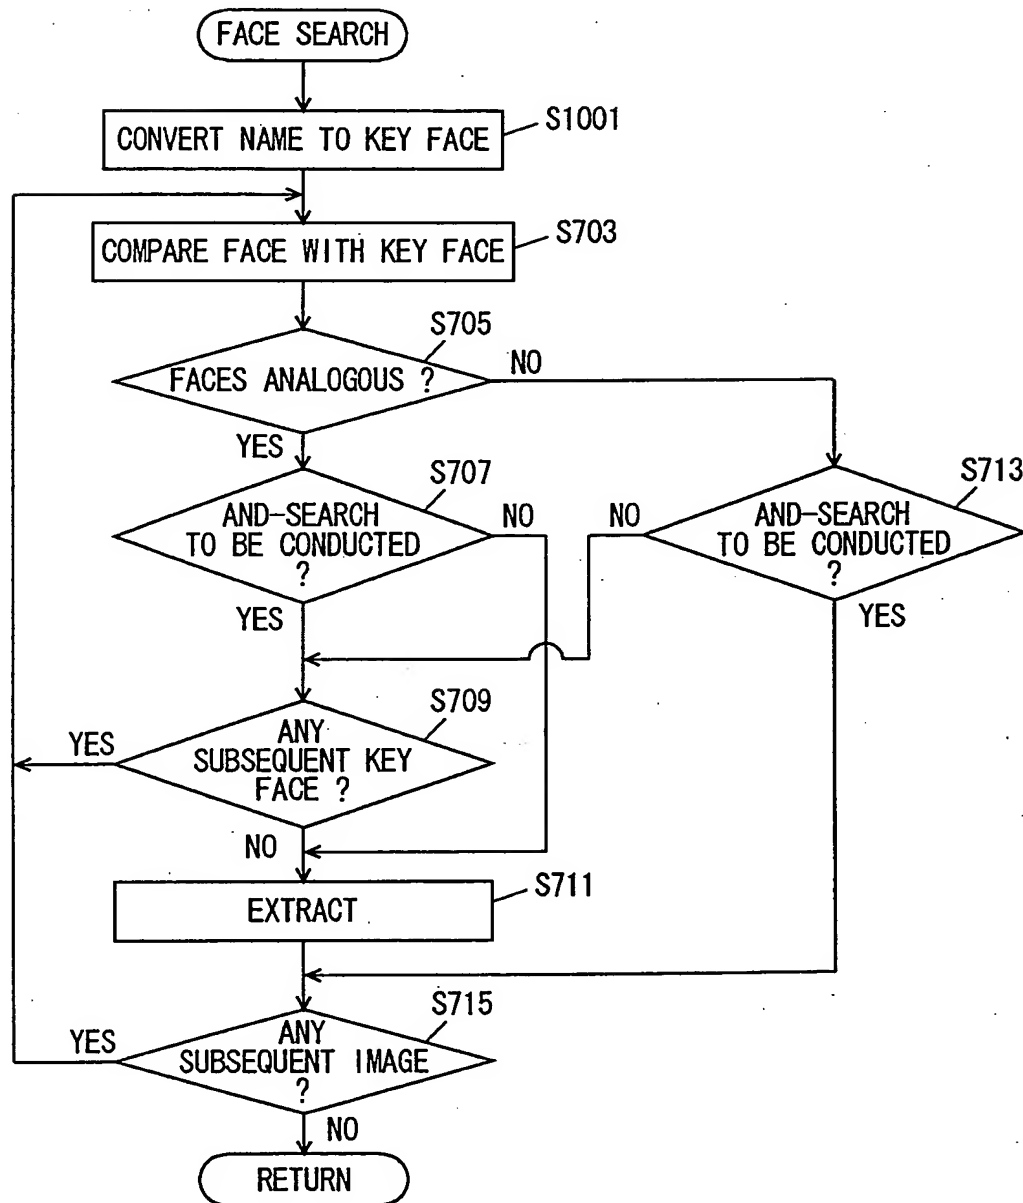 FACE SEARCH
CONVERT NAME TO KEY FACE
S1001
COMPARE FACE WITH KEY FACE
S703
S705
FACES ANALOGOUS ?
NO
YES
S707
AND-SEARCH
TO BE CONDUCTED
?
NO
YES
S713
AND-SEARCH
TO BE CONDUCTED
?
NO
YES
S709
ANY
SUBSEQUENT KEY
FACE ?
YES
NO
EXTRACT
S711
S715
ANY
SUBSEQUENT IMAGE
?
YES
NO
RETURN